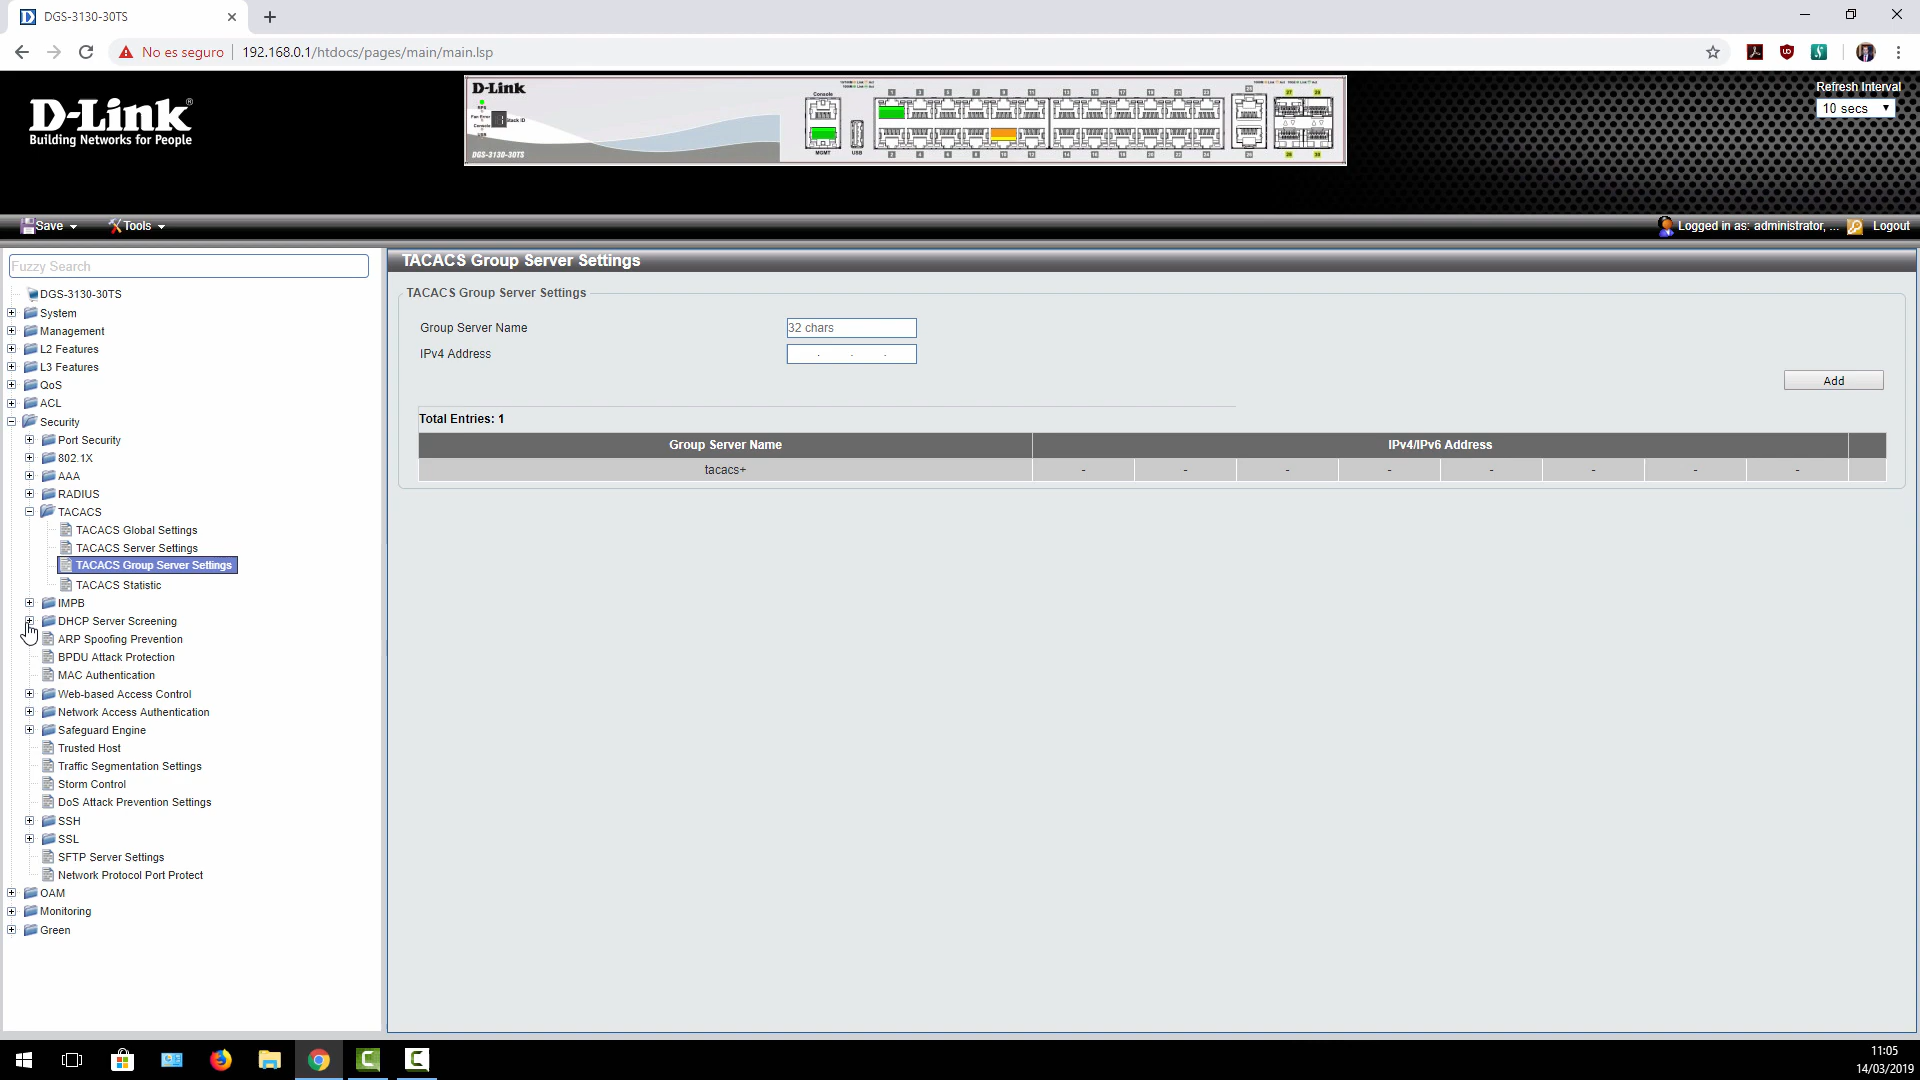 DGS-3130-30TS
No es seguro
192.168.0.1/htdocs/pages/main/main.lsp
D-Link
Building Networks for People
D-Link
DGS-3130-30TS
Console
MGMT
USB
Refresh Interval
10 secs
Save
Tools
Logged in as: administrator, ...
Logout
Fuzzy Search
DGS-3130-30TS
System
Management
L2 Features
L3 Features
QoS
ACL
Security
Port Security
802.1X
AAA
RADIUS
TACACS
TACACS Global Settings
TACACS Server Settings
TACACS Group Server Settings
TACACS Statistic
IMPB
DHCP Server Screening
ARP Spoofing Prevention
BPDU Attack Protection
MAC Authentication
Web-based Access Control
Network Access Authentication
Safeguard Engine
Trusted Host
Traffic Segmentation Settings
Storm Control
DoS Attack Prevention Settings
SSH
SSL
SFTP Server Settings
Network Protocol Port Protect
OAM
Monitoring
Green
TACACS Group Server Settings
TACACS Group Server Settings
Group Server Name
32 chars
IPv4 Address
. . .
Add
Total Entries: 1
Group Server Name IPv4/IPv6 Address
tacacs+ - - - - - - - -
11:05
14/03/2019